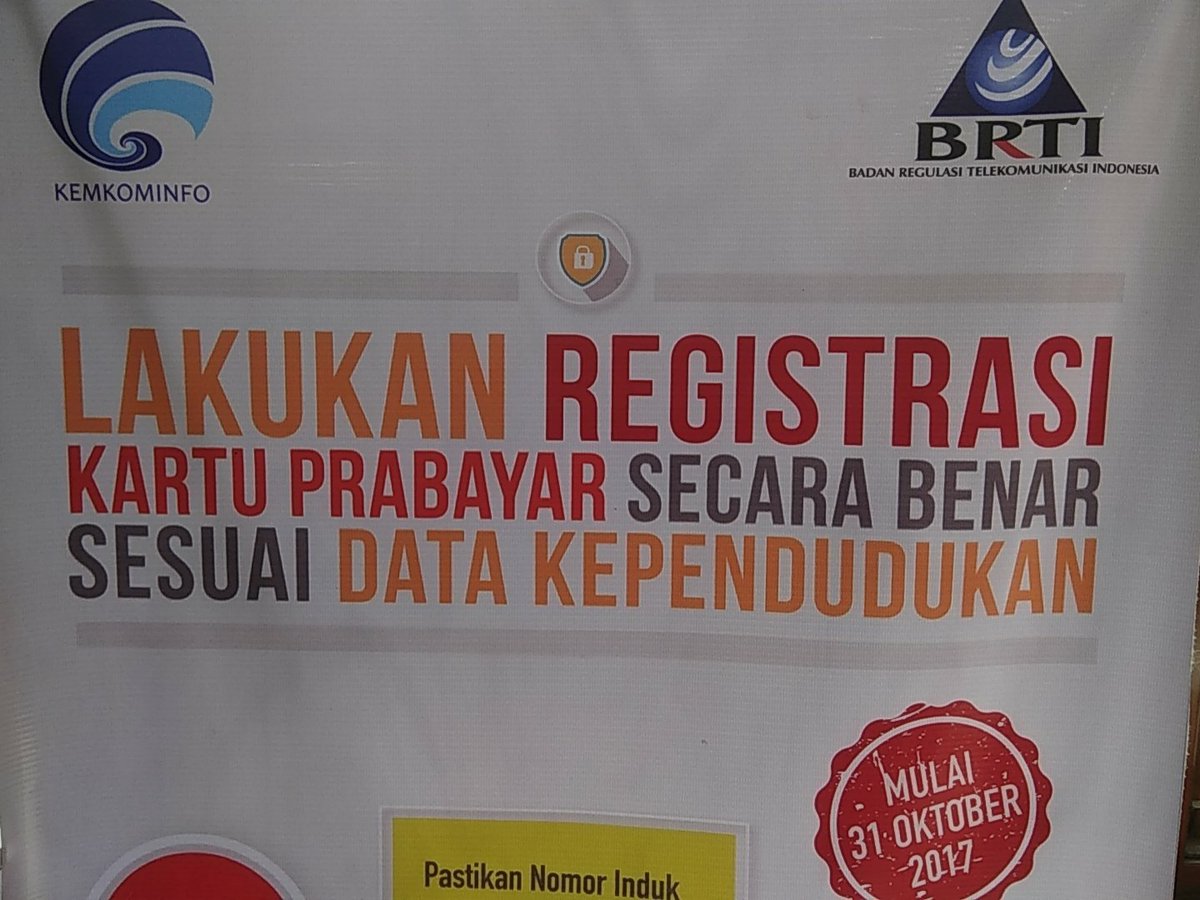 KEMKOMINFO
BRTI
BADAN REGULASI TELEKOMUNIKASI INDONESIA
LAKUKAN REGISTRASI
KARTU PRABAYAR SECARA BENAR
SESUAI DATA KEPENDUDUKAN
MULAI
31 OKTOBER
2017
Pastikan Nomor Induk